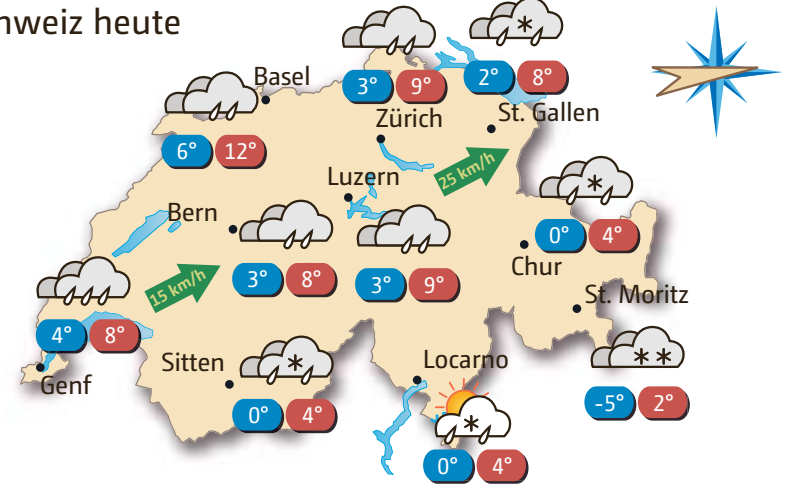 nweiz heute
3° 9°
2° 8°
Basel
Zürich
St. Gallen
6° 12°
25 km/h
Luzern
Bern
0° 4°
Chur
3° 8°
3° 9°
15 km/h
St. Moritz
4° 8°
Genf
Sitten
0° 4°
Locarno
0° 4°
-5° 2°